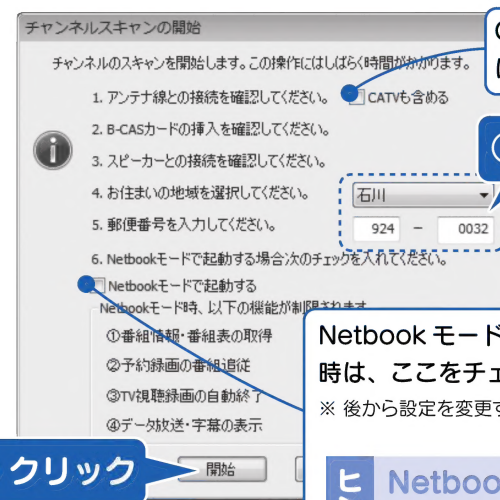 チャンネルスキャンの開始
チャンネルのスキャンを開始します。この操作にはしばらく時間がかかります。
1. アンテナ線との接続を確認してください。 CATVも含める
2. B-CASカードの挿入を確認してください。
3. スピーカーとの接続を確認してください。
4. お住まいの地域を選択してください。 石川
5. 郵便番号を入力してください。 924 - 0032
6. Netbookモードで起動する場合次のチェックを入れてください。
Netbookモードで起動する
Netbookモード時、以下の機能が制限されます
①番組情報・番組表の取得
②予約録画の番組追従
③TV視聴録画の自動終了
④データ放送・字幕の表示
Netbook モード
時は、ここをチェ
※ 後から設定を変更す
クリック 開始
ヒ Netboo